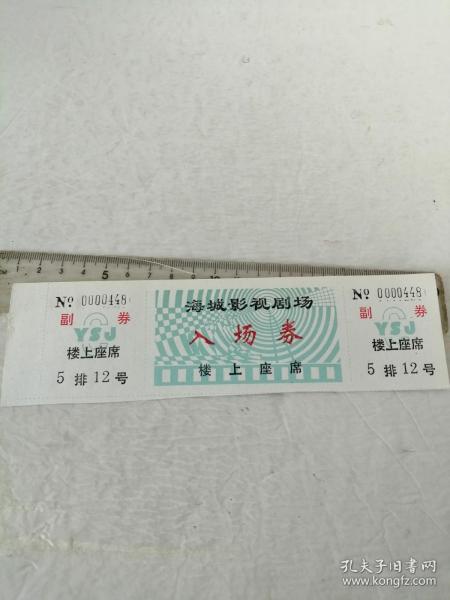 № 0000448
副 券
YSJ
楼上座席
5 排 12 号
海城影视剧场
入场券
楼上座席
№ 0000448
副 券
YSJ
楼上座席
5 排 12 号
孔夫子旧书网
www.kongfz.com